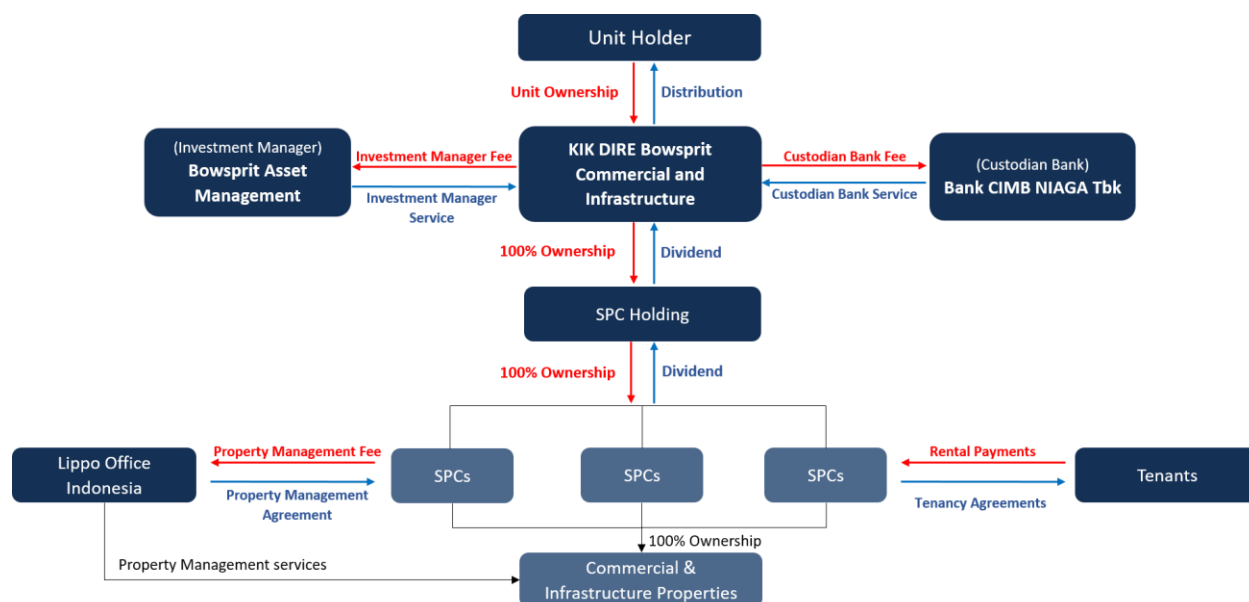 Unit Holder
Unit Ownership
Distribution
(Investment Manager)
Bowsprit Asset
Management
Investment Manager Fee
Investment Manager
Service
KIK DIRE Bowsprit
Commercial and
Infrastructure
Custodian Bank Fee
Custodian Bank Service
(Custodian Bank)
Bank CIMB NIAGA Tbk
100% Ownership
Dividend
SPC Holding
100% Ownership
Dividend
Lippo Office
Indonesia
Property Management Fee
Property Management
Agreement
SPCs
SPCs
SPCs
Rental Payments
Tenancy Agreements
Tenants
100% Ownership
Property Management services
Commercial &
Infrastructure Properties